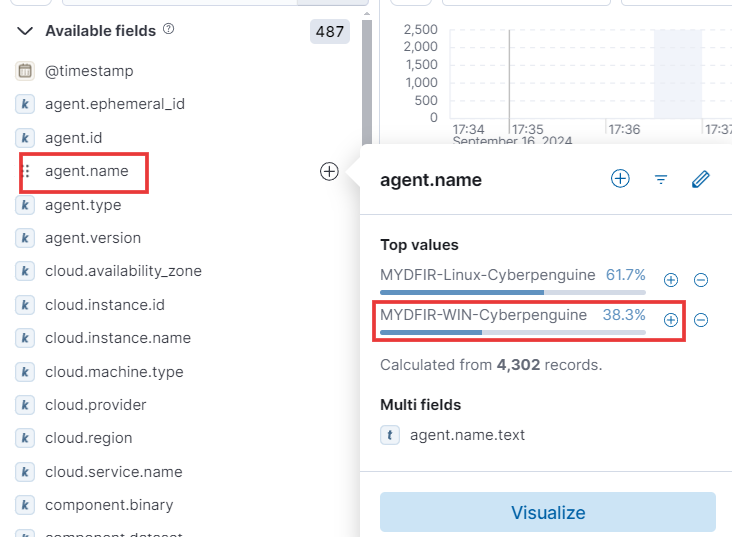 Available fields
487
@timestamp
agent.ephemeral_id
agent.id
agent.name
agent.type
agent.version
cloud.availability_zone
cloud.instance.id
cloud.instance.name
cloud.machine.type
cloud.provider
cloud.region
cloud.service.name
component.binary
component.dataset
2,500
2,000
1,500
1,000
500
0
17:34 17:35 17:36 17:37
September 16, 2024
agent.name
Top values
MYDFIR-Linux-Cyberpenguine 61.7%
MYDFIR-WIN-Cyberpenguine 38.3%
Calculated from 4,302 records.
Multi fields
t agent.name.text
Visualize